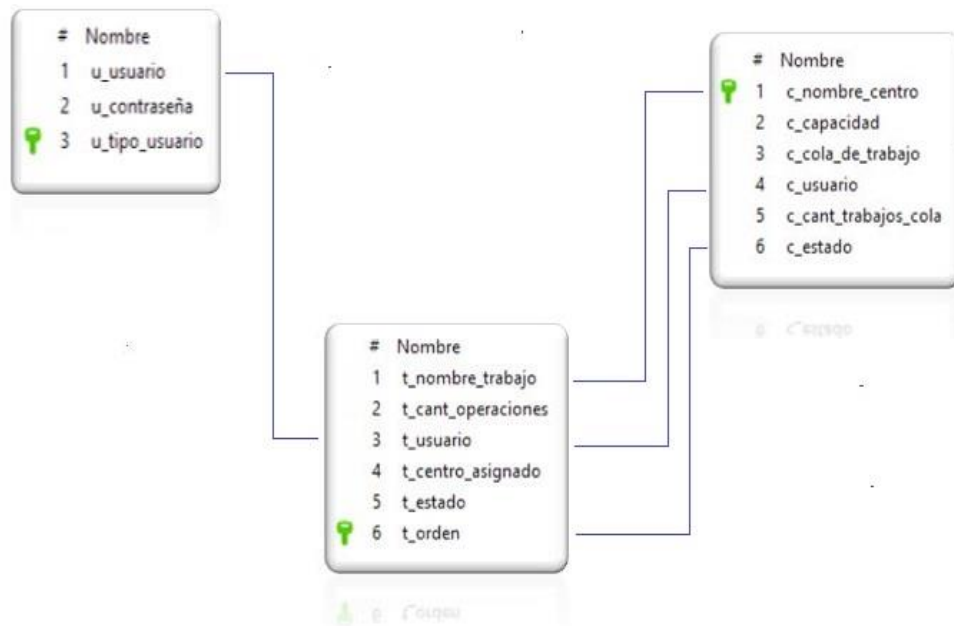 # Nombre
1 u_usuario
2 u_contraseña
3 u_tipo_usuario
# Nombre
1 c_nombre_centro
2 c_capacidad
3 c_cola_de_trabajo
4 c_usuario
5 c_cant_trabajos_cola
6 c_estado
# Nombre
1 t_nombre_trabajo
2 t_cant_operaciones
3 t_usuario
4 t_centro_asignado
5 t_estado
6 t_orden